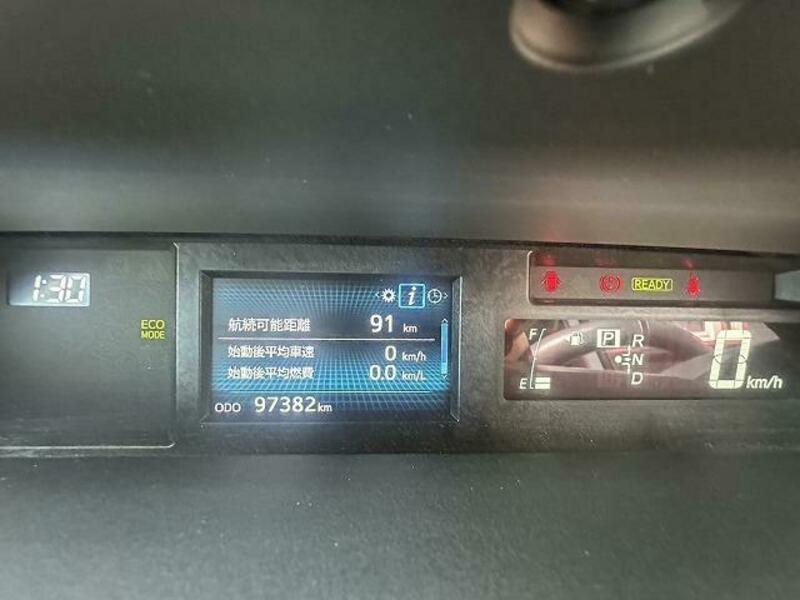 1:30
ECO
MODE
航続可能距離 91 km
始動後平均車速 0 km/h
始動後平均燃費 0.0 km/L
ODO 97382 km
READY
F
E
P
R
N
D
0 km/h